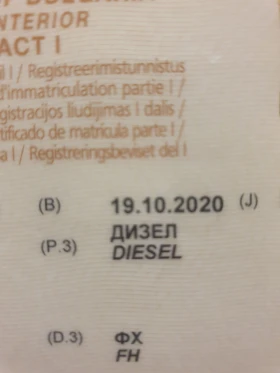 NTERIOR
ACT I
I / Registreerimistunnistus
d'immatriculation partie I /
gistracijos liudijimas I dalis /
tificado de matrícula parte I /
a I / Registreringsbeviset del I
(B) 19.10.2020 (J)
(P.3) ДИЗЕЛ
DIESEL
(D.3) ФХ
FH